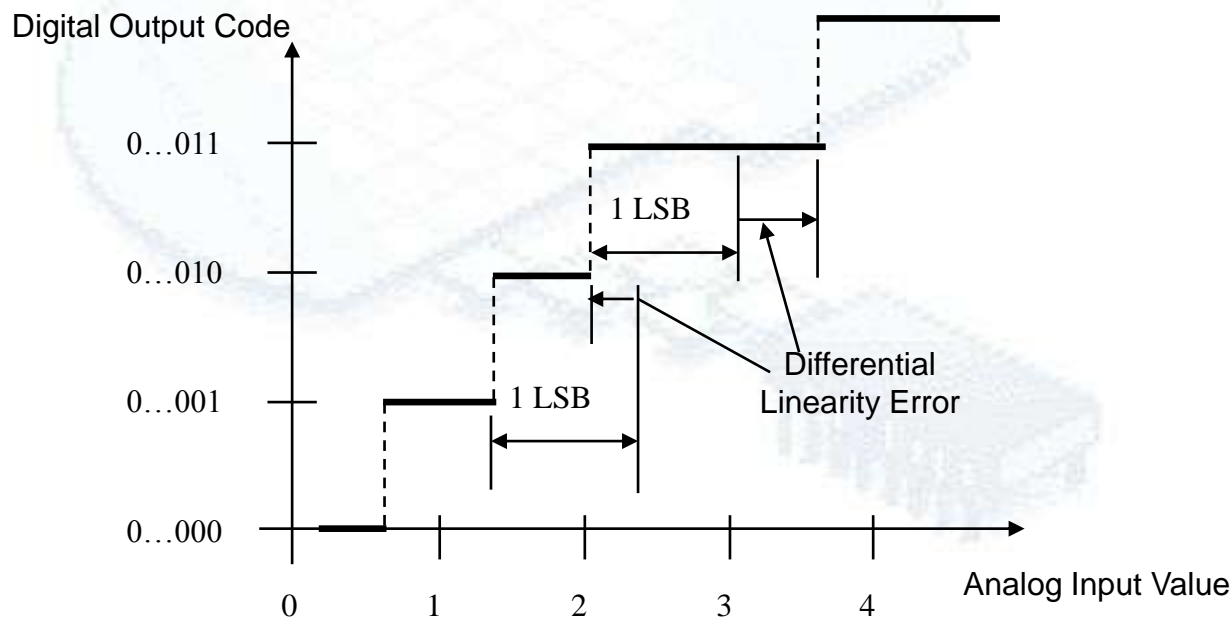 Digital Output Code
0…011
1 LSB
0…010
Differential
Linearity Error
0…001
1 LSB
0…000
0
1
2
3
4
Analog Input Value